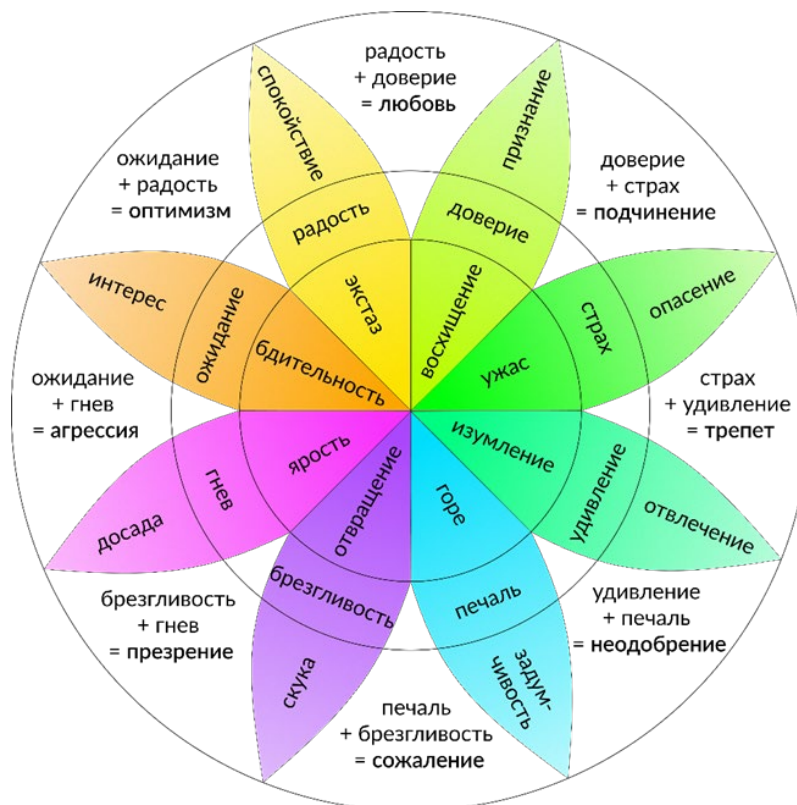 радость
+ доверие
= любовь
спокойствие
признание
ожидание
+ радость
= оптимизм
доверие
+ страх
= подчинение
радость
доверие
экстаз
восхищение
интерес
ожидание
бдительность
ужас
страх
опасение
ожидание
+ гнев
= агрессия
страх
+ удивление
= трепет
досада
гнев
ярость
отвращение
горе
изумление
удивление
отвлечение
брезгливость
печаль
брезгливость
+ гнев
= презрение
удивление
+ печаль
= неодобрение
скука
задум-
чивость
печаль
+ брезгливость
= сожаление